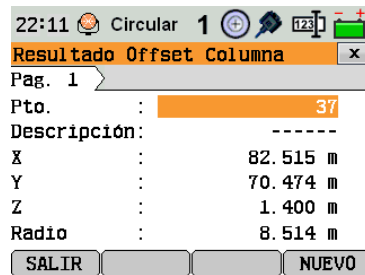 22:11 Circular 1 123
Resultado Offset Columna x
Pag. 1
Pto. : 37
Descripción: ------
X : 82.515 m
Y : 70.474 m
Z : 1.400 m
Radio : 8.514 m
SALIR NUEVO